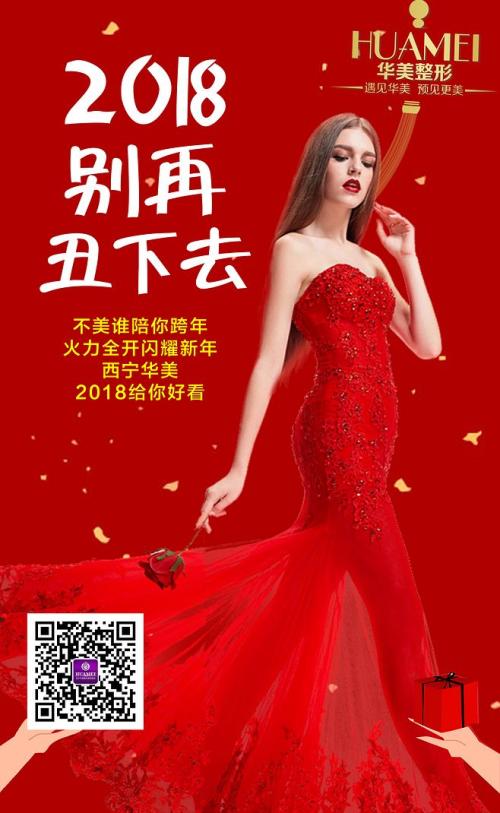 HUAMEI
华美整形
遇见华美 预见更美
2018
别再
丑下去
不美谁陪你跨年
火力全开闪耀新年
西宁华美
2018给你好看
HUAMEI